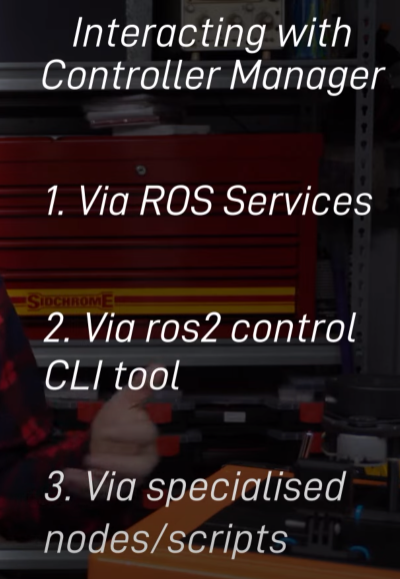 Interacting with
Controller Manager
1. Via ROS Services
SIDCHROME
2. Via ros2 control
CLI tool
3. Via specialised
nodes/scripts